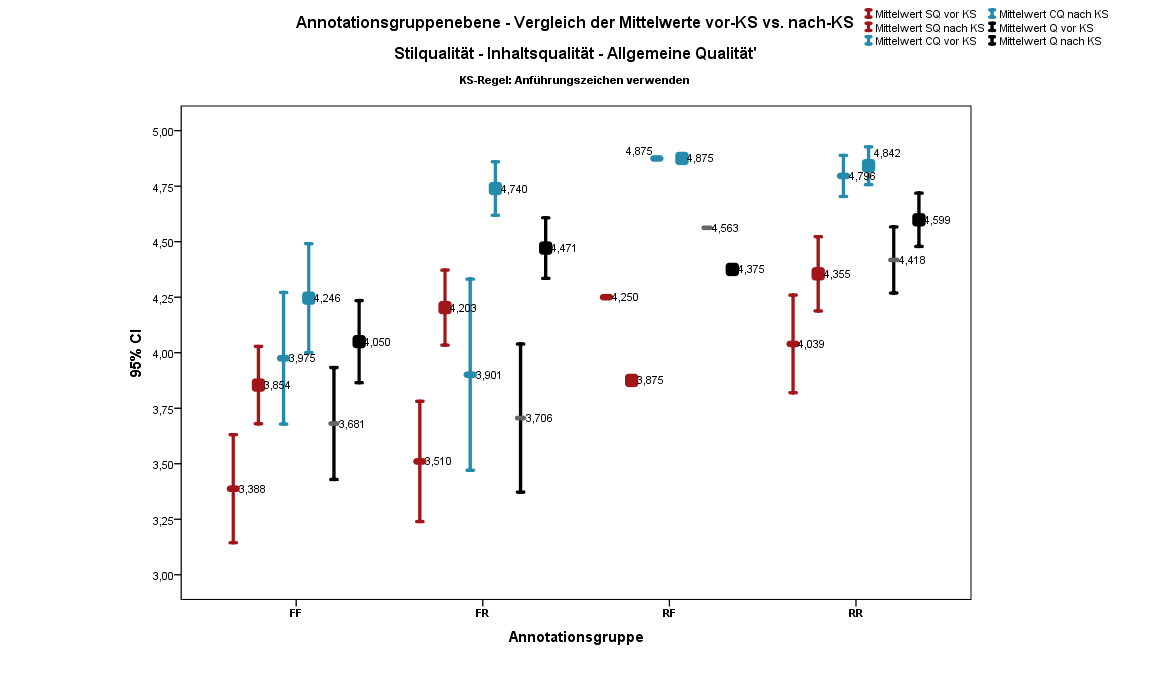 Annotationsgruppenebene - Vergleich der Mittelwerte vor-KS vs. nach-KS
Stilqualität - Inhaltsqualität - Allgemeine Qualität'
KS-Regel: Anführungszeichen verwenden
Mittelwert SQ vor KS
Mittelwert SQ nach KS
Mittelwert CQ vor KS
Mittelwert CQ nach KS
Mittelwert Q vor KS
Mittelwert Q nach KS
95% CI
5,00
4,75
4,50
4,25
4,00
3,75
3,50
3,25
3,00
3,388
3,854
3,975
4,246
3,681
4,050
3,510
4,203
3,901
4,740
3,706
4,471
4,250
3,875
4,875
4,875
4,563
4,375
4,039
4,355
4,796
4,842
4,418
4,599
FF
FR
RF
RR
Annotationsgruppe